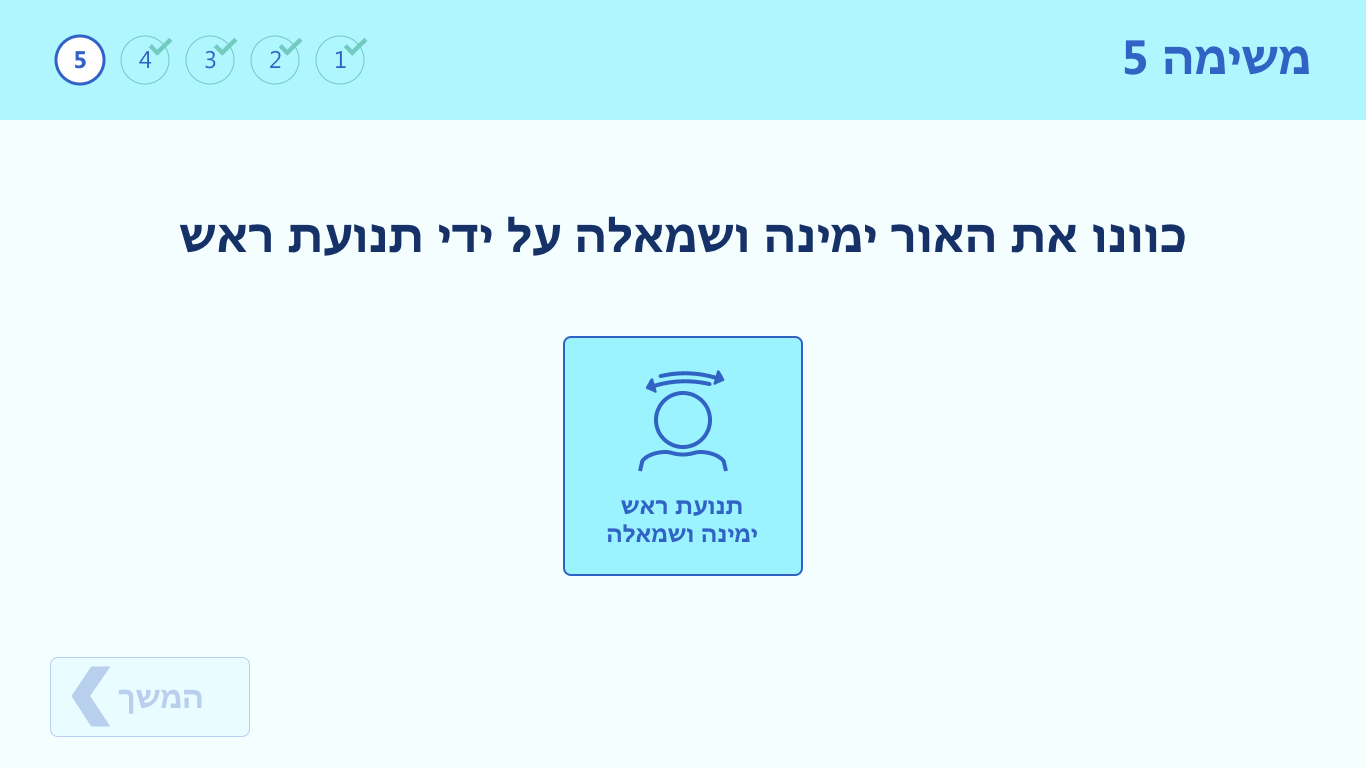 משימה 5
1 2 3 4 5
כוונו את האור ימינה ושמאלה על ידי תנועת ראש
תנועת ראש
ימינה ושמאלה
המשך